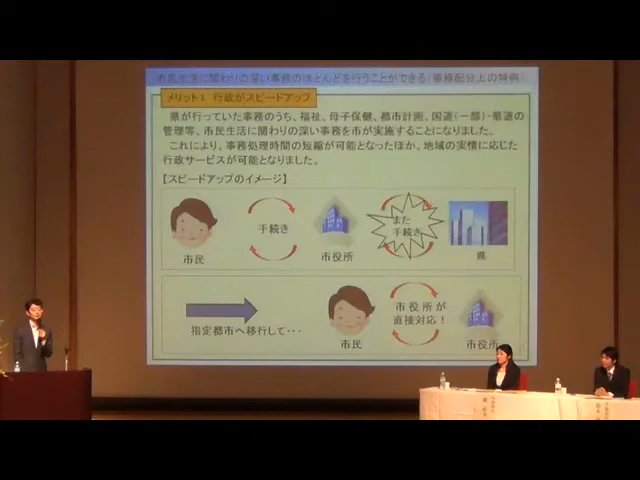 市民生活に関わりの深い事務のほとんどを行うことができる(事務配分上の特例)
メリット1 行政がスピードアップ
県が行っていた事務のうち、福祉、母子保健、都市計画、国道(一部)・県道の
管理等、市民生活に関わりの深い事務を市が実施することになりました。
これにより、事務処理時間の短縮が可能となったほか、地域の実情に応じた
行政サービスが可能となりました。
【スピードアップのイメージ】
手続き
また
手続き
市民
市役所
県
指定都市へ移行して・・・
市役所が
直接対応!
市民
市役所